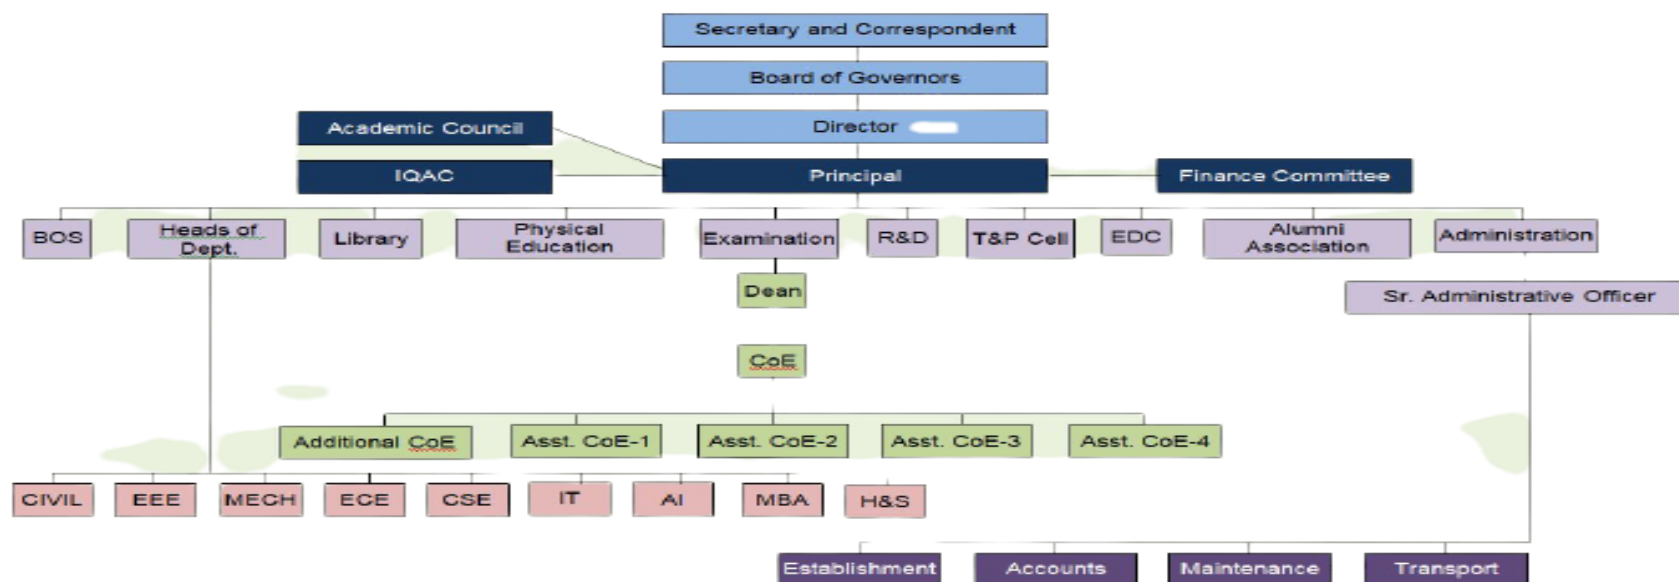 Secretary and Correspondent
Board of Governors
Director
Academic Council
IQAC
Principal
Finance Committee
BOS
Heads of
Dept.
Library
Physical
Education
Examination
R&D
T&P Cell
EDC
Alumni
Association
Administration
Dean
Sr. Administrative Officer
CoE
Additional CoE
Asst. CoE-1
Asst. CoE-2
Asst. CoE-3
Asst. CoE-4
CIVIL
EEE
MECH
ECE
CSE
IT
AI
MBA
H&S
Establishment
Accounts
Maintenance
Transport